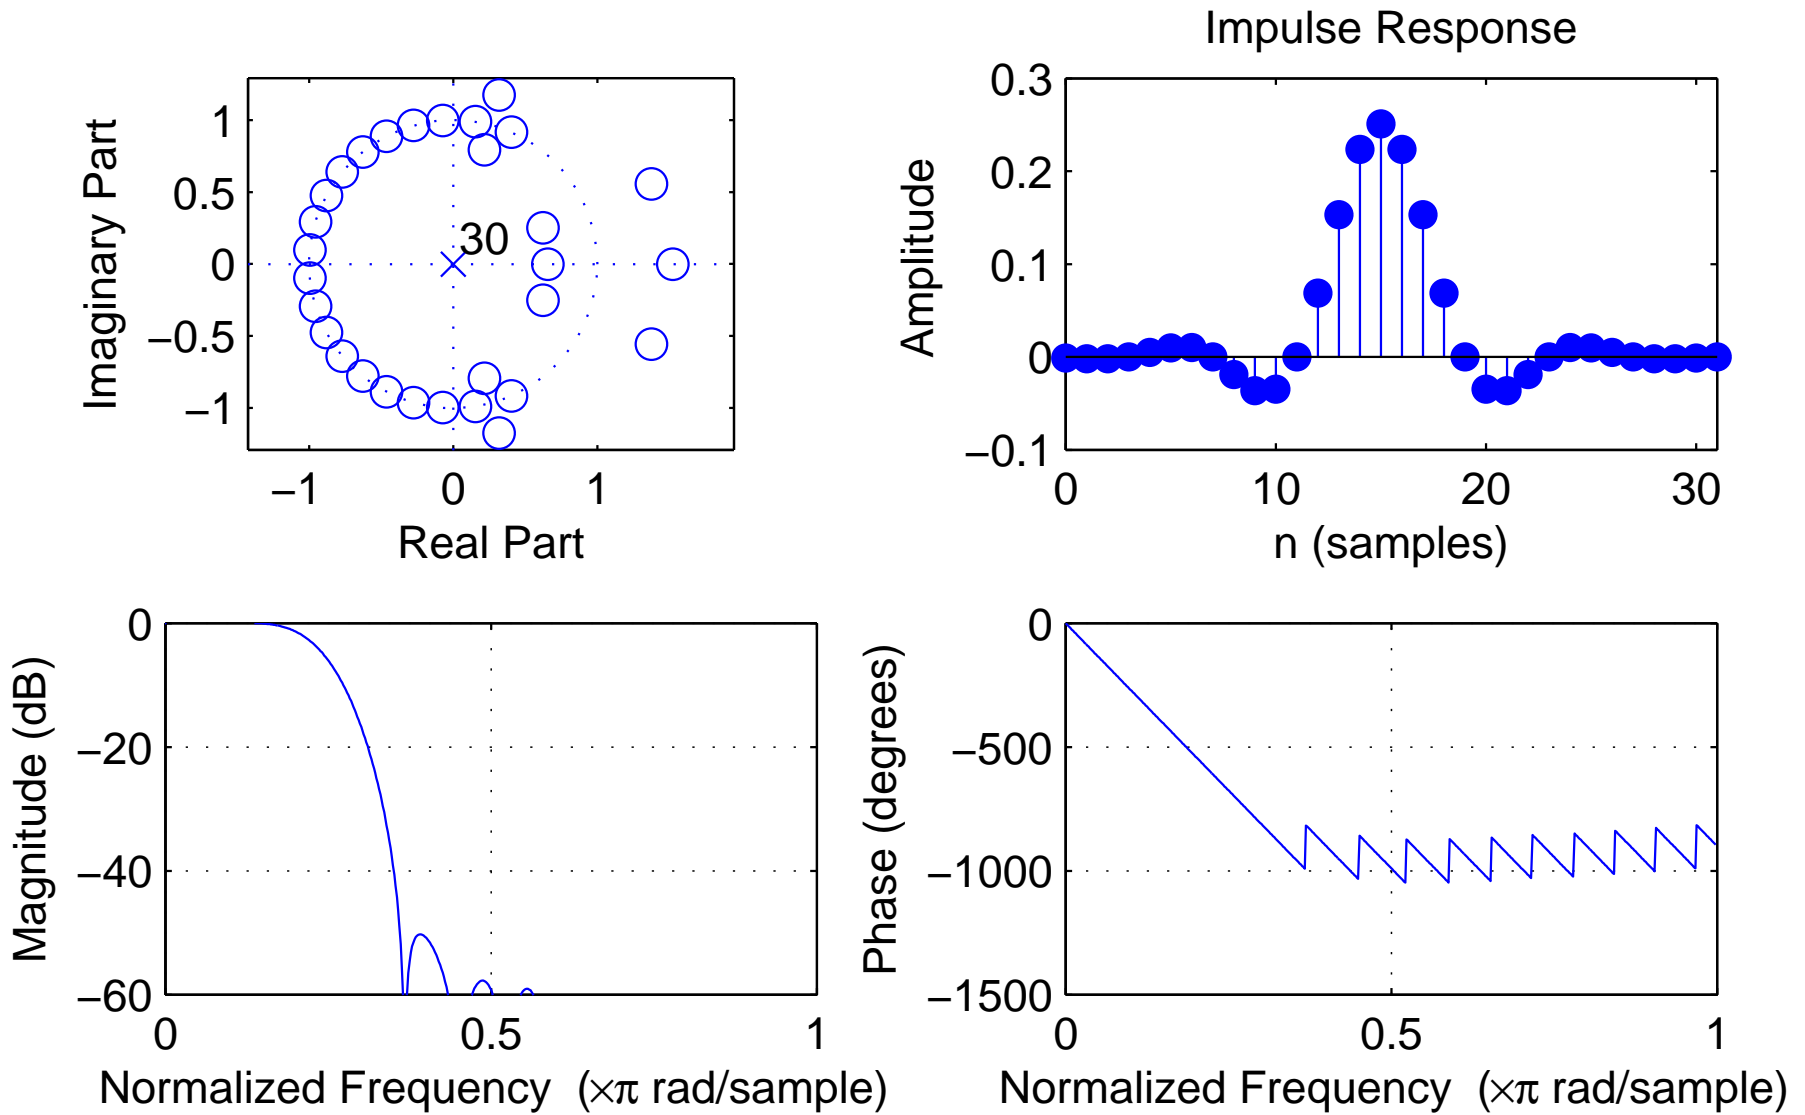 Imaginary Part
1
0.5
0
−0.5
−1
30
−1 0 1
Real Part
Impulse Response
Amplitude
0.3
0.2
0.1
0
−0.1
0 10 20 30
n (samples)
Magnitude (dB)
0
−20
−40
−60
0 0.5 1
Normalized Frequency (×π rad/sample)
Phase (degrees)
0
−500
−1000
−1500
0 0.5 1
Normalized Frequency (×π rad/sample)